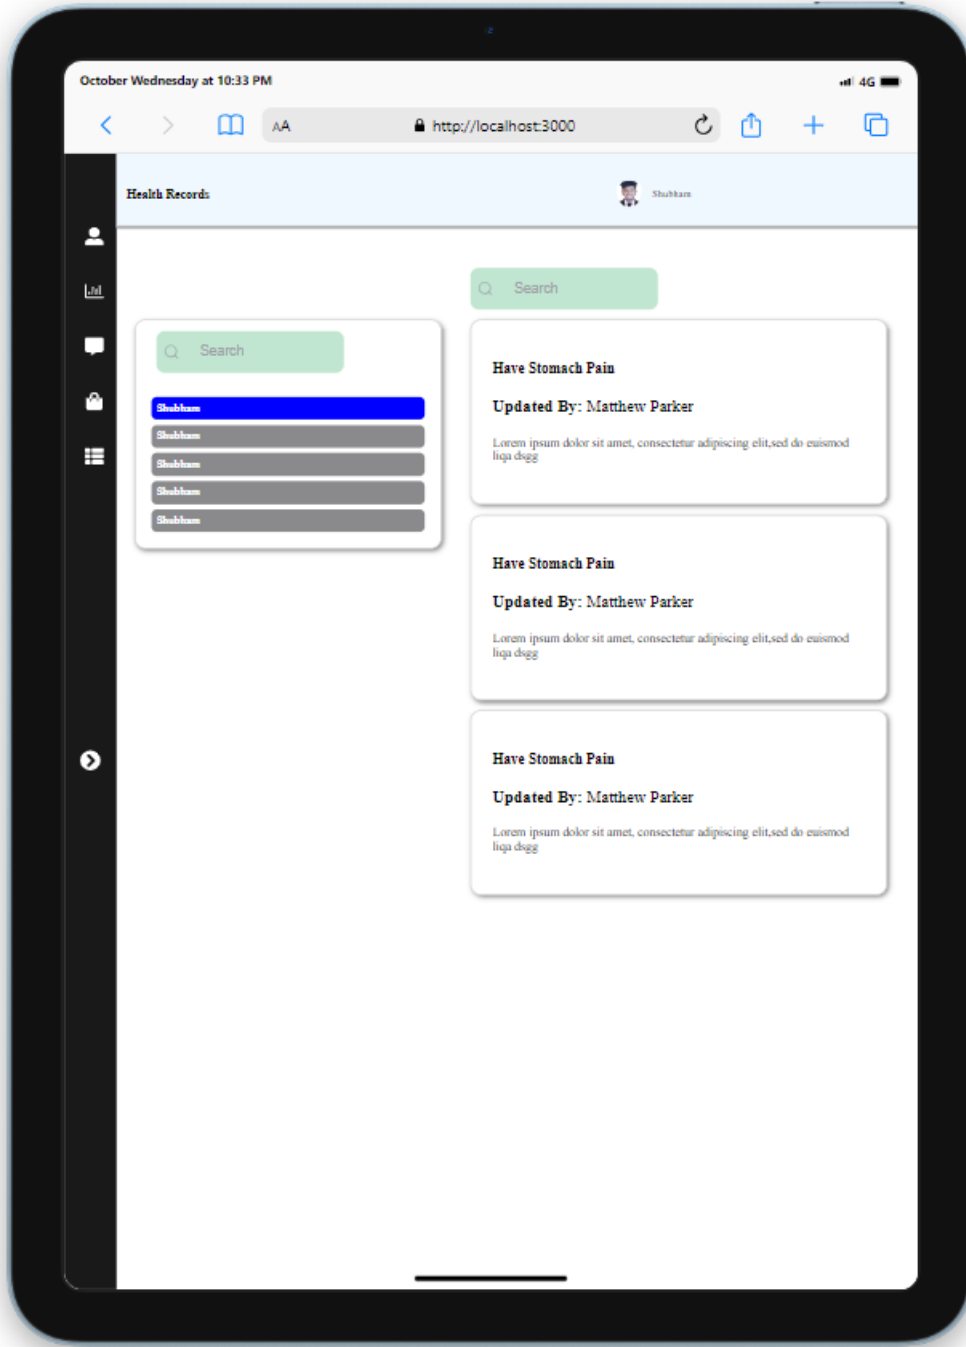 October Wednesday at 10:33 PM
4G
AA
http://localhost:3000
Health Records
Shubham
Search
Search
Shubham
Shubham
Shubham
Shubham
Shubham
Have Stomach Pain
Updated By: Matthew Parker
Lorem ipsum dolor sit amet, consectetur adipiscing elit,sed do euismod
liqa dsgg
Have Stomach Pain
Updated By: Matthew Parker
Lorem ipsum dolor sit amet, consectetur adipiscing elit,sed do euismod
liqa dsgg
Have Stomach Pain
Updated By: Matthew Parker
Lorem ipsum dolor sit amet, consectetur adipiscing elit,sed do euismod
liqa dsgg